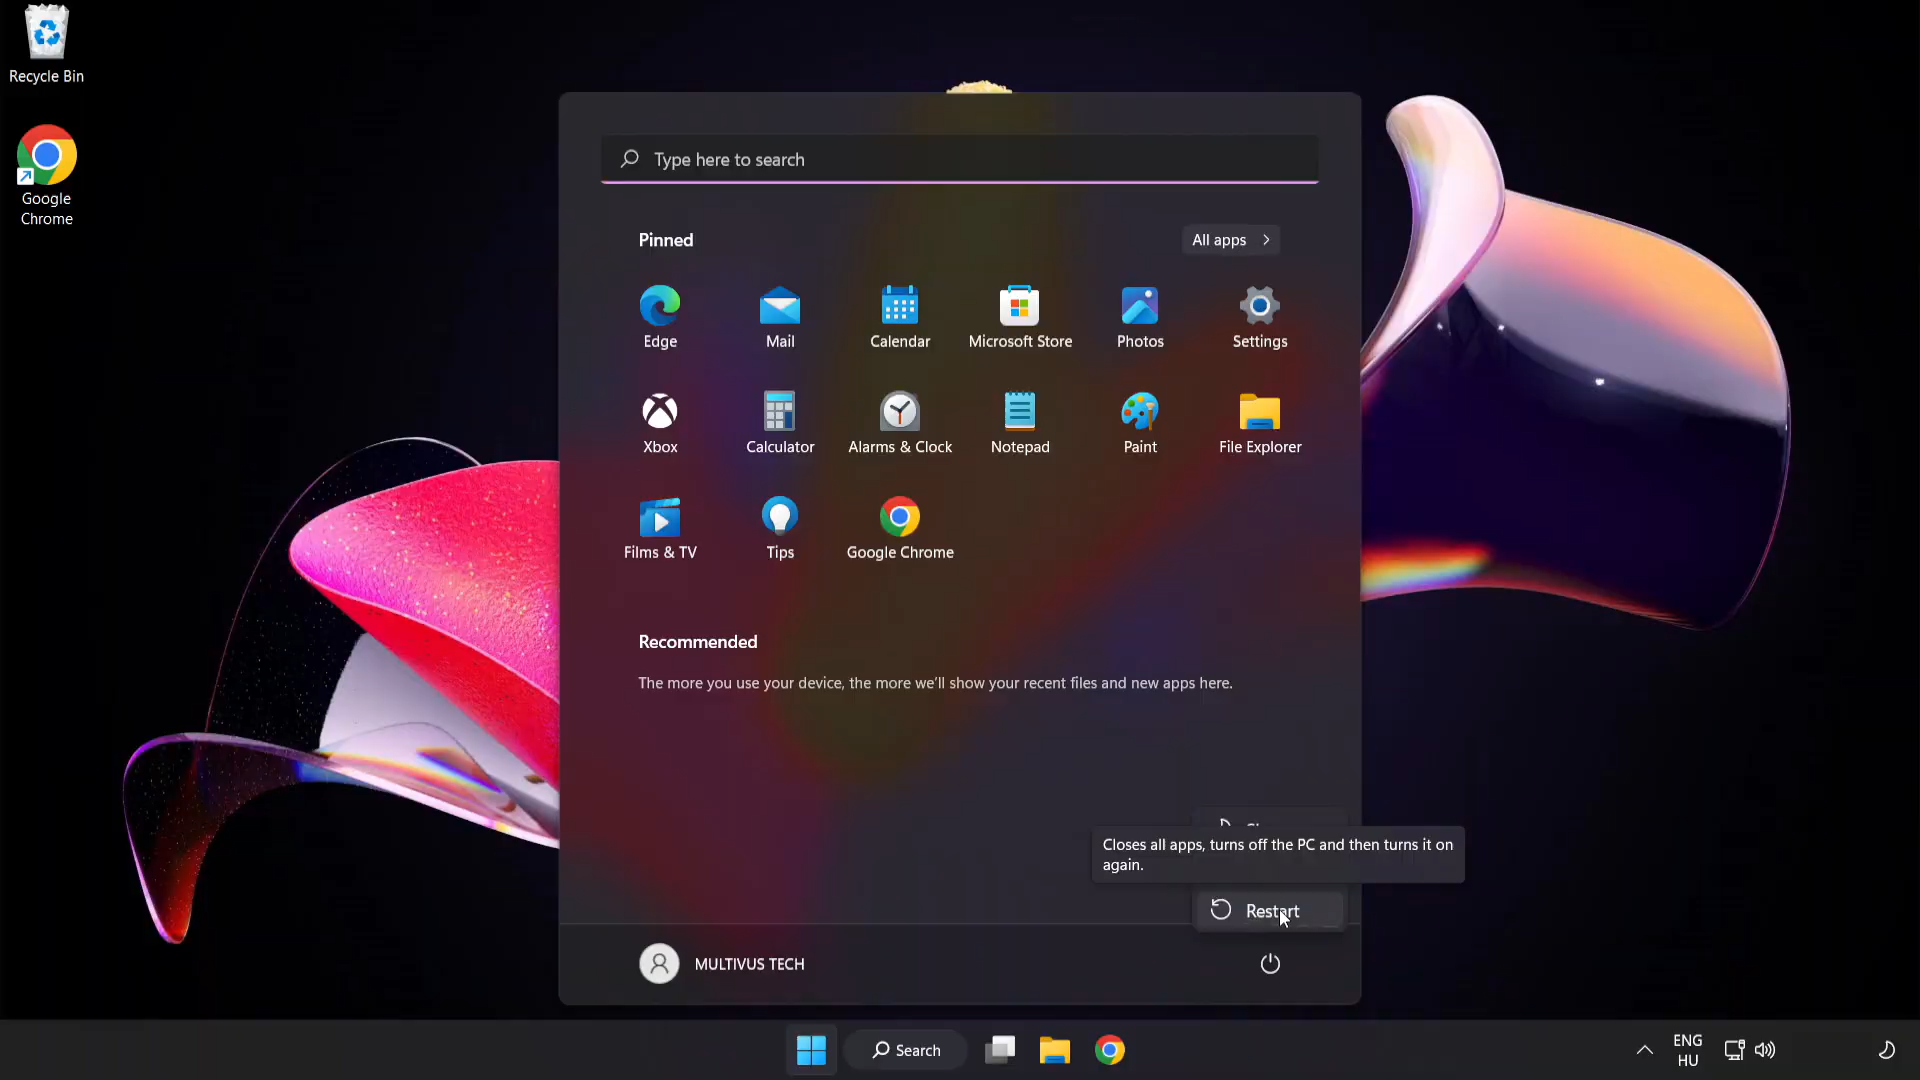 Recycle Bin
Google
Chrome
Type here to search
Pinned
All apps
Edge
Mail
Calendar
Microsoft Store
Photos
Settings
Xbox
Calculator
Alarms & Clock
Notepad
Paint
File Explorer
Films & TV
Tips
Google Chrome
Recommended
The more you use your device, the more we'll show your recent files and new apps here.
Closes all apps, turns off the PC and then turns it on
again.
Restart
MULTIVUS TECH
Search
ENG
HU